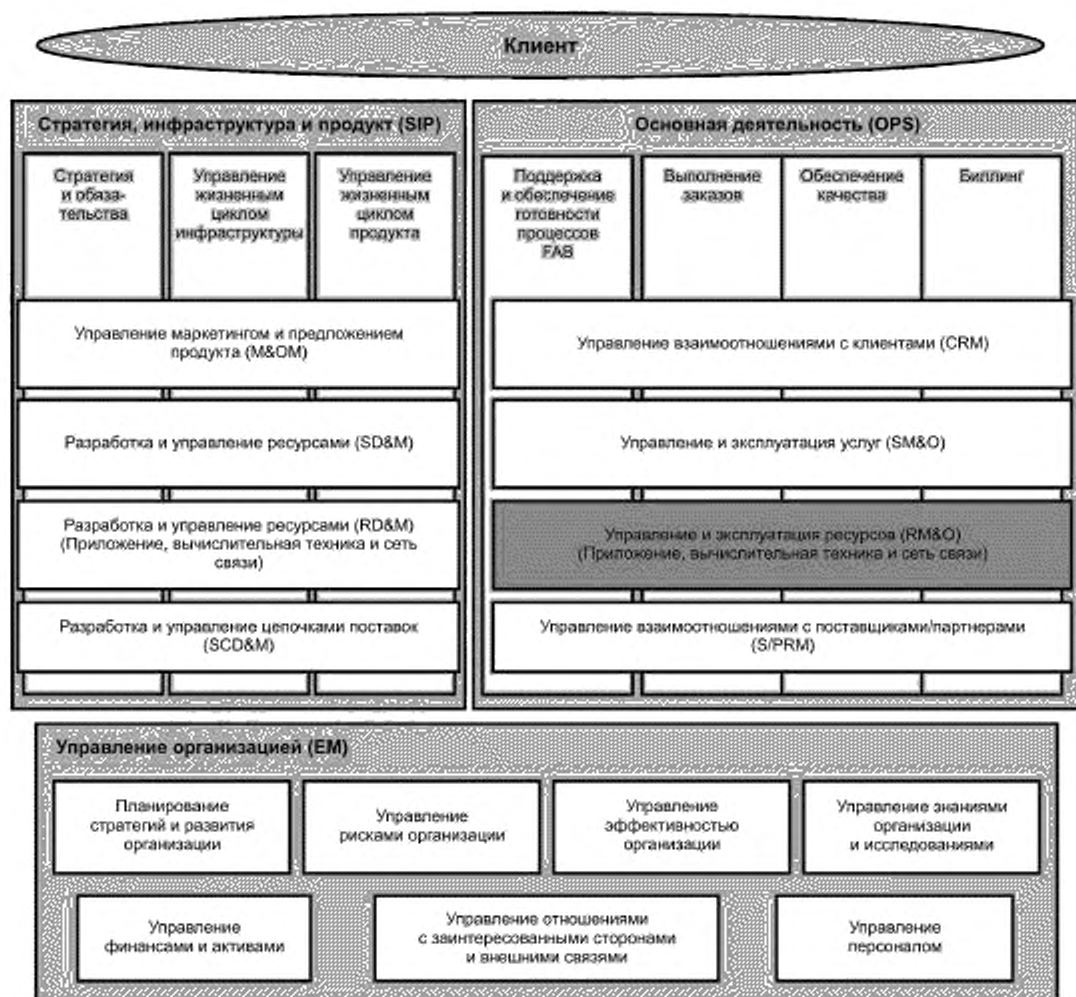 Клиент
Стратегия, инфраструктура и продукт (SIP)
Стратегия
и обяза-
тельства
Управление
жизненным
циклом
инфраструктуры
Управление
жизненным
циклом
продукта
Управление маркетингом и предложением
продукта (M&OM)
Разработка и управление ресурсами (SD&M)
Разработка и управление ресурсами (RD&M)
(Приложение, вычислительная техника и сеть
связи)
Разработка и управление цепочками поставок
(SCD&M)
Основная деятельность (OPS)
Поддержка
и обеспечение
готовности
процессов
FAB
Выполнение
заказов
Обеспечение
качества
Биллинг
Управление взаимоотношениями с клиентами (CRM)
Управление и эксплуатация услуг (SM&O)
Управление и эксплуатация ресурсов (RM&O)
(Приложение, вычислительная техника и сеть связи)
Управление взаимоотношениями с поставщиками/партнерами
(S/PRM)
Управление организацией (EM)
Планирование
стратегий и развития
организации
Управление
рисками организации
Управление
эффективностью
организации
Управление знаниями
организации
и исследованиями
Управление
финансами и активами
Управление отношениями
с заинтересованными сторонами
и внешними связями
Управление
персоналом